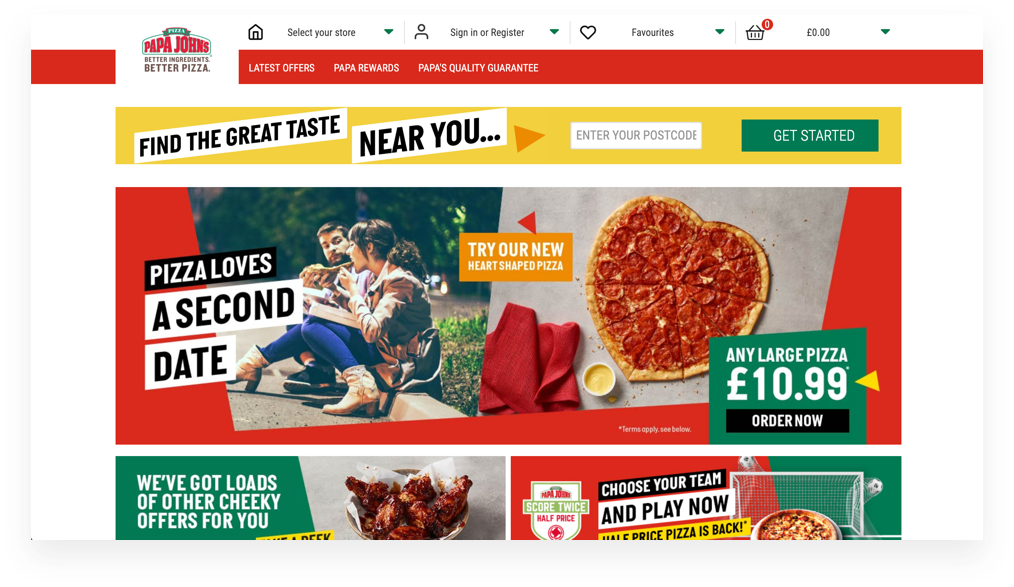 PIZZA
PAPA JOHNS
BETTER INGREDIENTS.
BETTER PIZZA.
Select your store
Sign in or Register
Favourites
0
£0.00
LATEST OFFERS
PAPA REWARDS
PAPA'S QUALITY GUARANTEE
FIND THE GREAT TASTE
NEAR YOU...
ENTER YOUR POSTCODE
GET STARTED
PIZZA LOVES
A SECOND
DATE
TRY OUR NEW
HEART SHAPED PIZZA
ANY LARGE PIZZA
£10.99*
ORDER NOW
*Terms apply, see below.
WE'VE GOT LOADS
OF OTHER CHEEKY
OFFERS FOR YOU
PAPA JOHNS
SCORE TWICE
HALF PRICE
CHOOSE YOUR TEAM
AND PLAY NOW
HALF PRICE PIZZA IS BACK!*